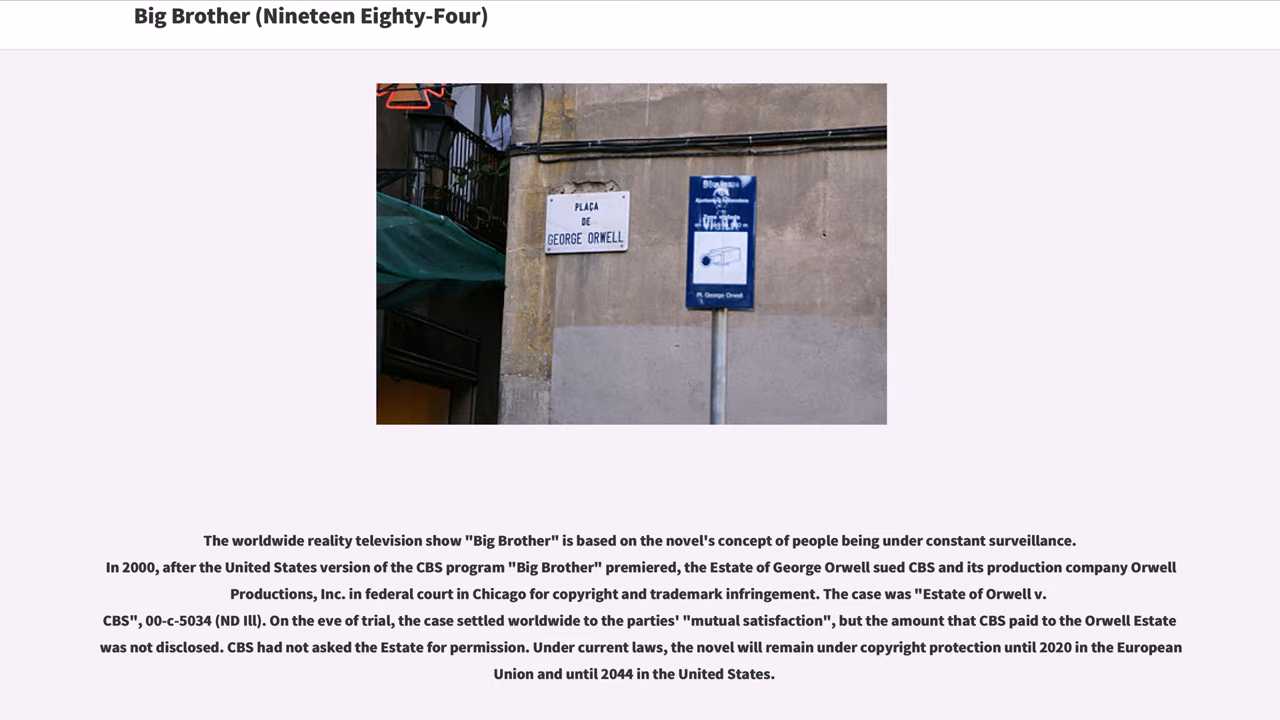 Big Brother (Nineteen Eighty-Four)
PLAÇA
DE
GEORGE ORWELL
Pl. George Orwell
The worldwide reality television show "Big Brother" is based on the novel's concept of people being under constant surveillance.
In 2000, after the United States version of the CBS program "Big Brother" premiered, the Estate of George Orwell sued CBS and its production company Orwell
Productions, Inc. in federal court in Chicago for copyright and trademark infringement. The case was "Estate of Orwell v.
CBS", 00-c-5034 (ND Ill). On the eve of trial, the case settled worldwide to the parties' "mutual satisfaction", but the amount that CBS paid to the Orwell Estate
was not disclosed. CBS had not asked the Estate for permission. Under current laws, the novel will remain under copyright protection until 2020 in the European
Union and until 2044 in the United States.